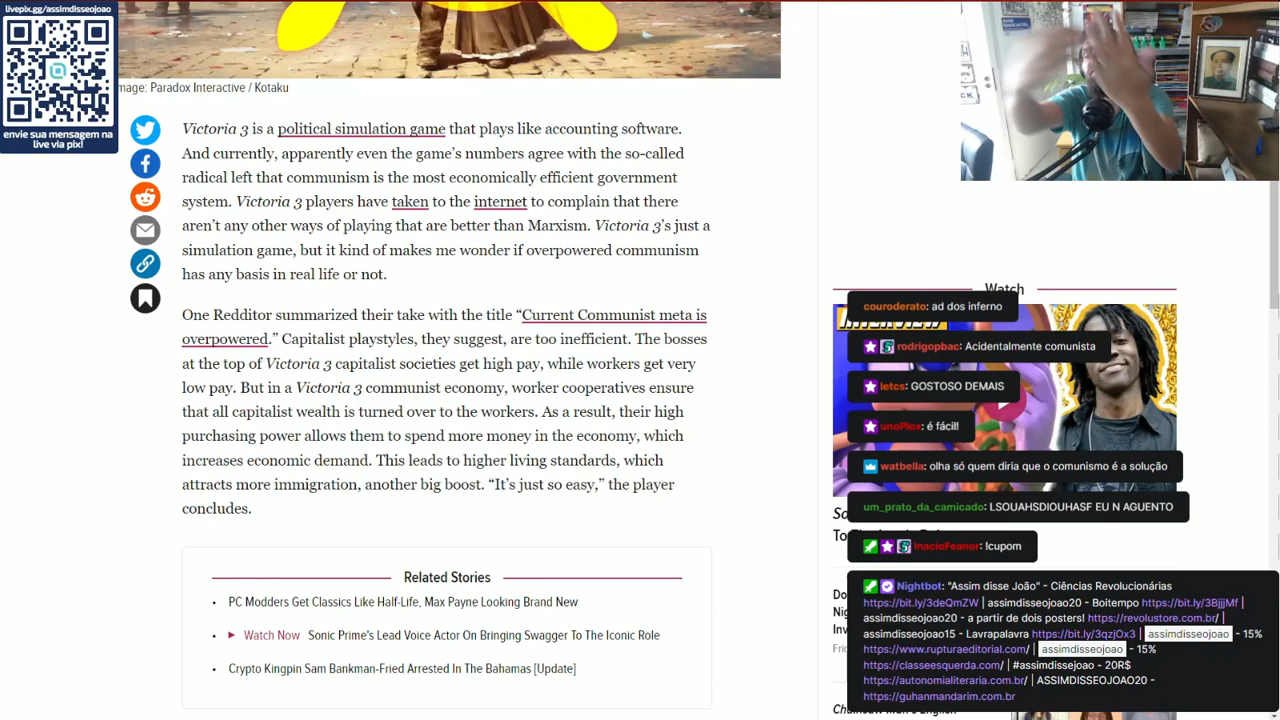 livepix.gg/assimdisseojoao
envie sua mensagem na
live via pix!
mage: Paradox Interactive / Kotaku
Victoria 3 is a political simulation game that plays like accounting software.
And currently, apparently even the game's numbers agree with the so-called
radical left that communism is the most economically efficient government
system. Victoria 3 players have taken to the internet to complain that there
aren't any other ways of playing that are better than Marxism. Victoria 3's just a
simulation game, but it kind of makes me wonder if overpowered communism
has any basis in real life or not.
One Redditor summarized their take with the title “Current Communist meta is
overpowered.” Capitalist playstyles, they suggest, are too inefficient. The bosses
at the top of Victoria 3 capitalist societies get high pay, while workers get very
low pay. But in a Victoria 3 communist economy, worker cooperatives ensure
that all capitalist wealth is turned over to the workers. As a result, their high
purchasing power allows them to spend more money in the economy, which
increases economic demand. This leads to higher living standards, which
attracts more immigration, another big boost. “It's just so easy,” the player
concludes.
Related Stories
• PC Modders Get Classics Like Half-Life, Max Payne Looking Brand New
• Watch Now Sonic Prime's Lead Voice Actor On Bringing Swagger To The Iconic Role
• Crypto Kingpin Sam Bankman-Fried Arrested In The Bahamas [Update]
Watch
couroderato: ad dos inferno
rodrigopbac: Acidentalmente comunista
letcs: GOSTOSO DEMAIS
unoPlox: é fácil!
watbella: olha só quem diria que o comunismo é a solução
um_prato_da_camicado: LSOUAHSDIOUHASF EU N AGUENTO
InacioFeanor: !cupom
Nightbot: "Assim disse João" - Ciências Revolucionárias
https://bit.ly/3deQmZW | assimdisseojoao20 - Boitempo https://bit.ly/3BjjjMf |
assimdisseojoao20 - a partir de dois posters! https://revolustore.com.br/ |
assimdisseojoao15 - Lavrapalavra https://bit.ly/3qzjOx3 | assimdisseojoao - 15%
https://www.rupturaeditorial.com/ | assimdisseojoao - 15%
https://classeesquerda.com/ | #assimdissejoao - 20R$
https://autonomialiteraria.com.br/ | ASSIMDISSEOJOAO20 -
https://guhanmandarim.com.br